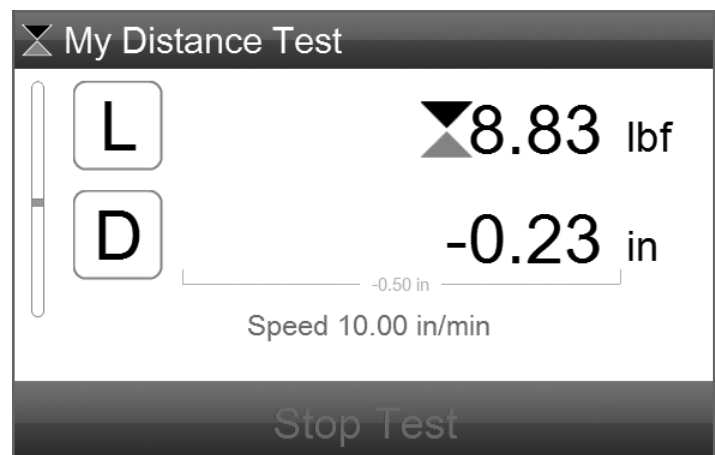 My Distance Test
L 8.83 lbf
D -0.23 in
-0.50 in
Speed 10.00 in/min
Stop Test